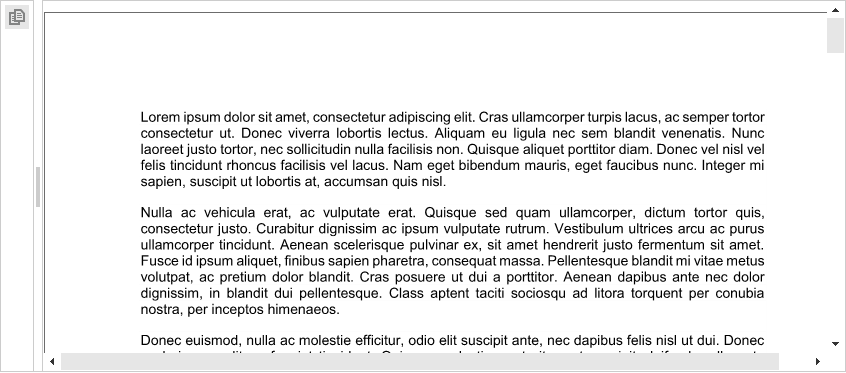 Lorem ipsum dolor sit amet, consectetur adipiscing elit. Cras ullamcorper turpis lacus, ac semper tortor
consectetur ut. Donec viverra lobortis lectus. Aliquam eu ligula nec sem blandit venenatis. Nunc
laoreet justo tortor, nec sollicitudin nulla facilisis non. Quisque aliquet porttitor diam. Donec vel nisl vel
felis tincidunt rhoncus facilisis vel lacus. Nam eget bibendum mauris, eget faucibus nunc. Integer mi
sapien, suscipit ut lobortis at, accumsan quis nisl.
Nulla ac vehicula erat, ac vulputate erat. Quisque sed quam ullamcorper, dictum tortor quis,
consectetur justo. Curabitur dignissim ac ipsum vulputate rutrum. Vestibulum ultrices arcu ac purus
ullamcorper tincidunt. Aenean scelerisque pulvinar ex, sit amet hendrerit justo fermentum sit amet.
Fusce id ipsum aliquet, finibus sapien pharetra, consequat massa. Pellentesque blandit mi vitae metus
volutpat, ac pretium dolor blandit. Cras posuere ut dui a porttitor. Aenean dapibus ante nec dolor
dignissim, in blandit dui pellentesque. Class aptent taciti sociosqu ad litora torquent per conubia
nostra, per inceptos himenaeos.
Donec euismod, nulla ac molestie efficitur, odio elit suscipit ante, nec dapibus felis nisl ut dui. Donec